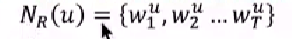 N_R(u) = {w_1^u, w_2^u ... w_T^u}